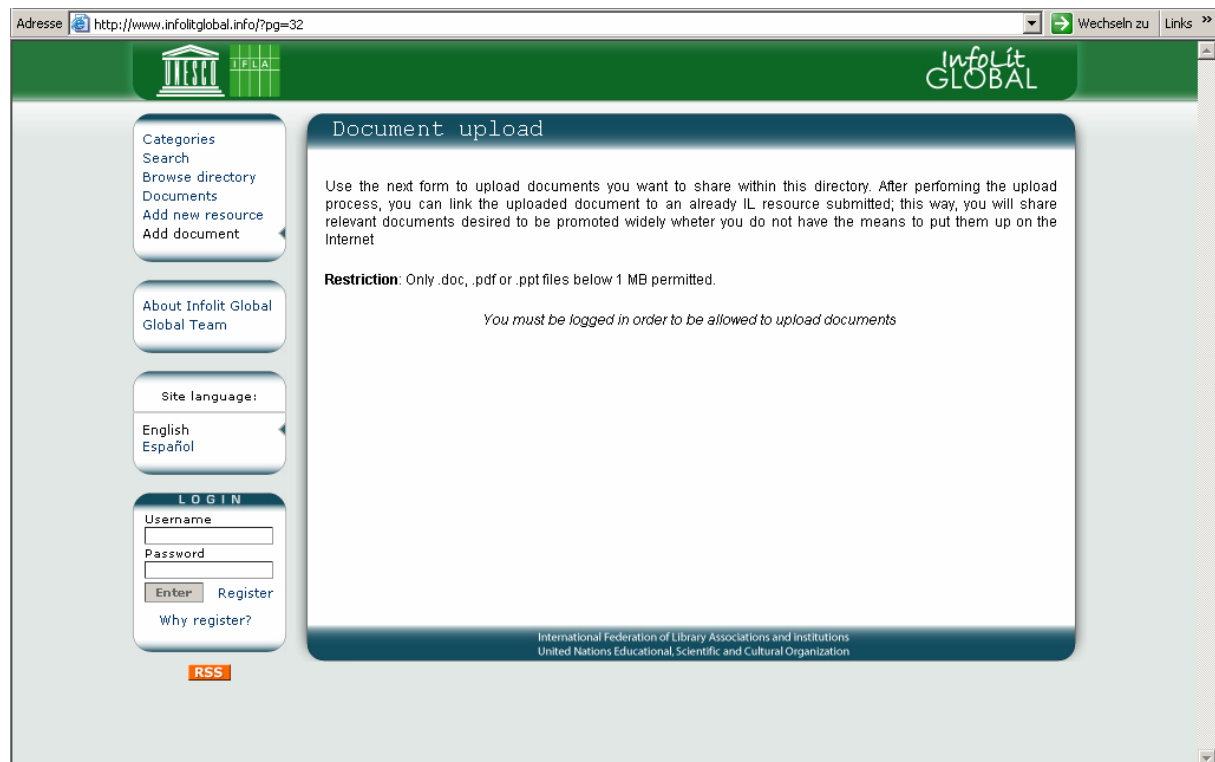 Adresse http://www.infolitglobal.info/?pg=32 Wechseln zu Links »
UNESCO IFLA
InfoLit
GLOBAL
Categories
Search
Browse directory
Documents
Add new resource
Add document
About Infolit Global
Global Team
Site language:
English
Español
LOGIN
Username
Password
Enter Register
Why register?
RSS
Document upload
Use the next form to upload documents you want to share within this directory. After perfoming the upload
process, you can link the uploaded document to an already IL resource submitted; this way, you will share
relevant documents desired to be promoted widely wheter you do not have the means to put them up on the
Internet
Restriction: Only .doc, .pdf or .ppt files below 1 MB permitted.
You must be logged in order to be allowed to upload documents
International Federation of Library Associations and institutions
United Nations Educational, Scientific and Cultural Organization